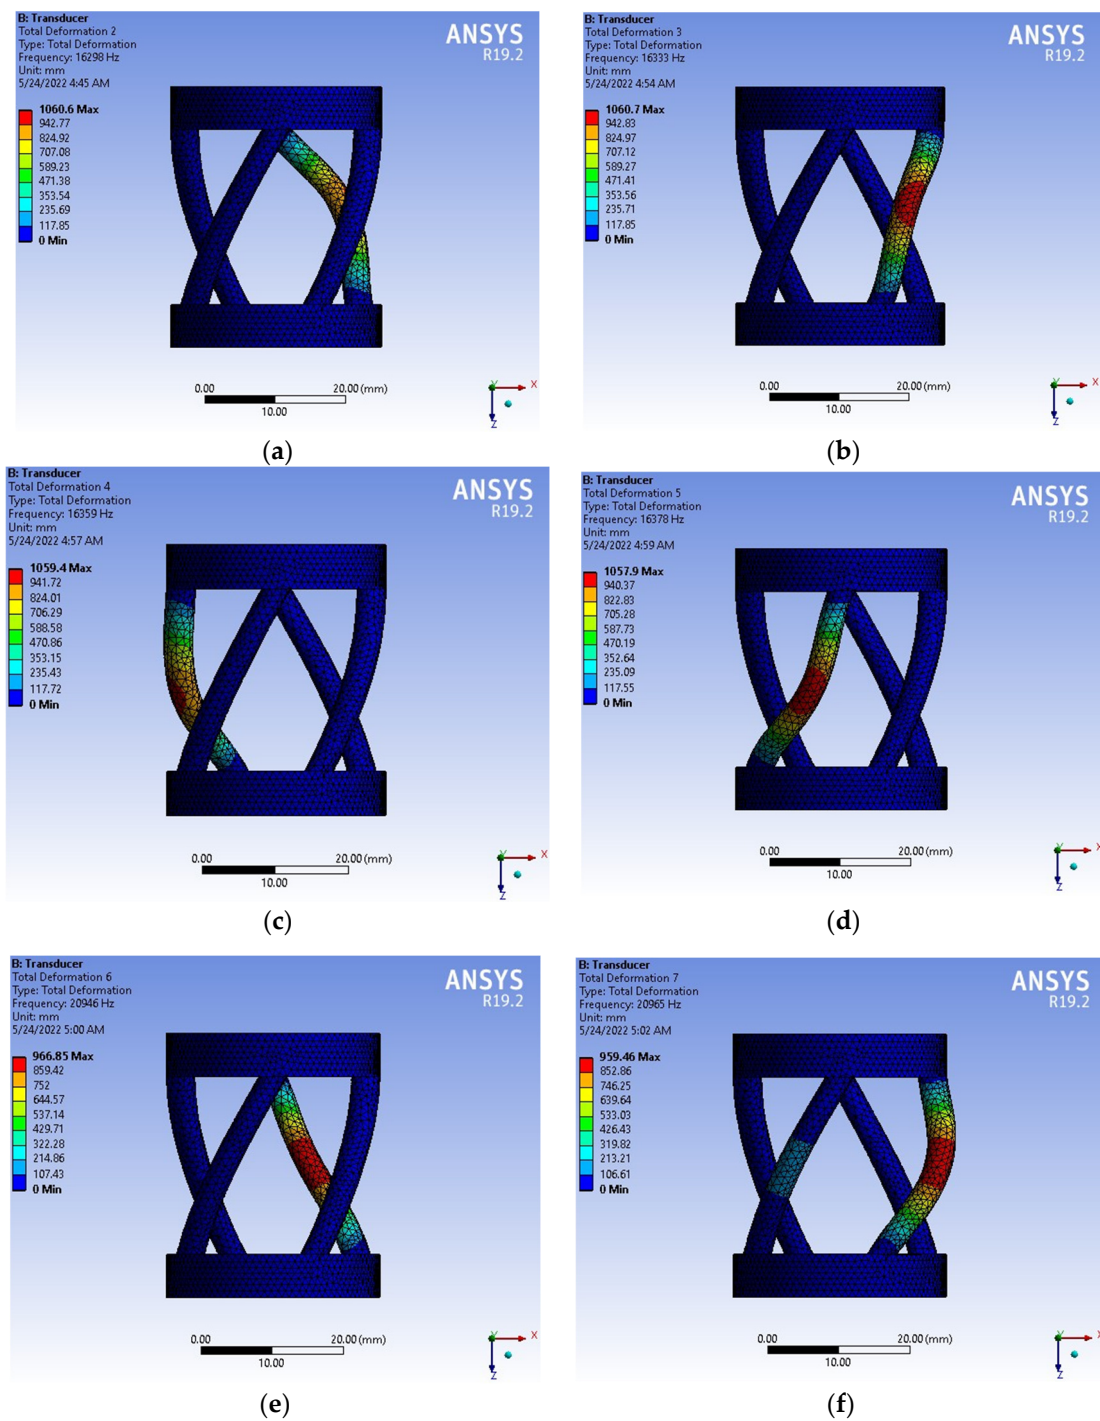 B: Transducer
Total Deformation 2
Type: Total Deformation
Frequency: 16298 Hz
Unit: mm
5/24/2022 4:45 AM
ANSYS
R19.2
1060.6 Max
942.77
824.92
707.08
589.23
471.38
353.54
235.69
117.85
0 Min
0.00
20.00 (mm)
10.00
Y
X
Z
(a)
B: Transducer
Total Deformation 3
Type: Total Deformation
Frequency: 16333 Hz
Unit: mm
5/24/2022 4:54 AM
ANSYS
R19.2
1060.7 Max
942.83
824.97
707.12
589.27
471.41
353.56
235.71
117.85
0 Min
0.00
20.00 (mm)
10.00
Y
X
Z
(b)
B: Transducer
Total Deformation 4
Type: Total Deformation
Frequency: 16359 Hz
Unit: mm
5/24/2022 4:57 AM
ANSYS
R19.2
1059.4 Max
941.72
824.01
706.29
588.58
470.86
353.15
235.43
117.72
0 Min
0.00
20.00 (mm)
10.00
Y
X
Z
(c)
B: Transducer
Total Deformation 5
Type: Total Deformation
Frequency: 16378 Hz
Unit: mm
5/24/2022 4:59 AM
ANSYS
R19.2
1057.9 Max
940.37
822.83
705.28
587.73
470.19
352.64
235.09
117.55
0 Min
0.00
20.00 (mm)
10.00
Y
X
Z
(d)
B: Transducer
Total Deformation 6
Type: Total Deformation
Frequency: 20946 Hz
Unit: mm
5/24/2022 5:00 AM
ANSYS
R19.2
966.85 Max
859.42
752
644.57
537.14
429.71
322.28
214.86
107.43
0 Min
0.00
20.00 (mm)
10.00
Y
X
Z
(e)
B: Transducer
Total Deformation 7
Type: Total Deformation
Frequency: 20965 Hz
Unit: mm
5/24/2022 5:02 AM
ANSYS
R19.2
959.46 Max
852.86
746.25
639.64
533.03
426.43
319.82
213.21
106.61
0 Min
0.00
20.00 (mm)
10.00
Y
X
Z
(f)